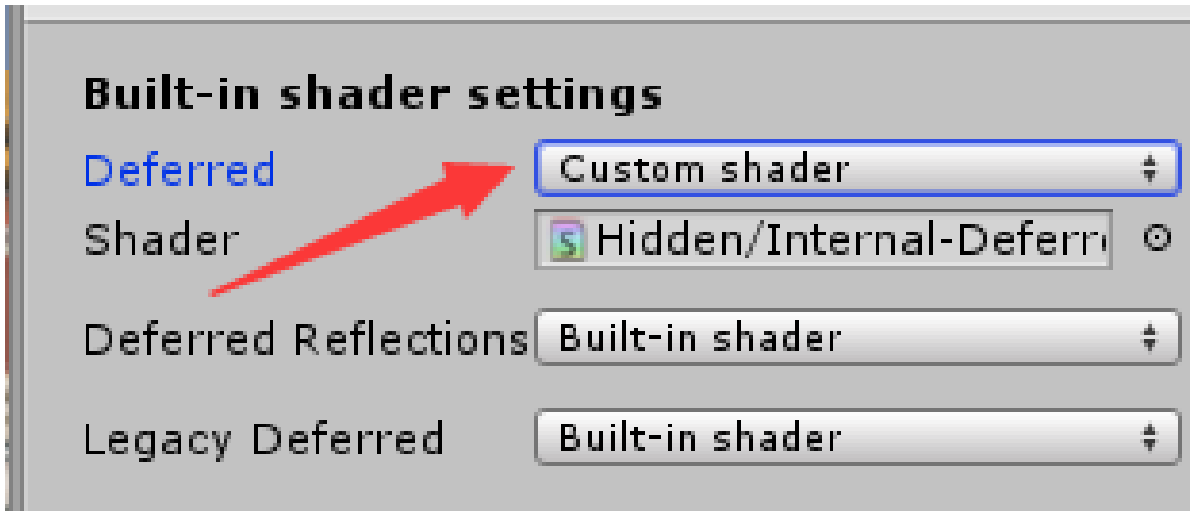 Built-in shader settings
Deferred Custom shader
Shader Hidden/Internal-Deferr
Deferred Reflections Built-in shader
Legacy Deferred Built-in shader